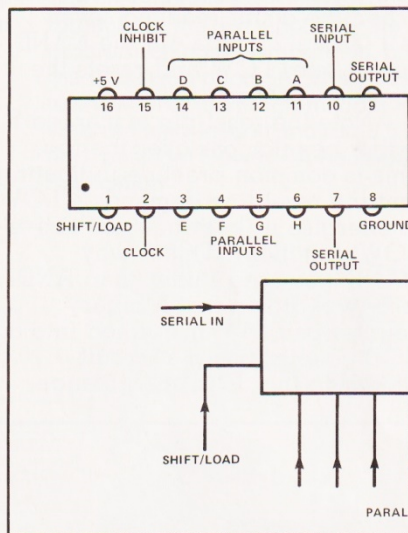 CLOCK INHIBIT
PARALLEL INPUTS
SERIAL INPUT
SERIAL OUTPUT
+5 V D C B A
16 15 14 13 12 11 10 9
1 2 3 4 5 6 7 8
SHIFT/LOAD E F G H GROUND
CLOCK
PARALLEL INPUTS
SERIAL OUTPUT
SERIAL IN
SHIFT/LOAD
PARAL